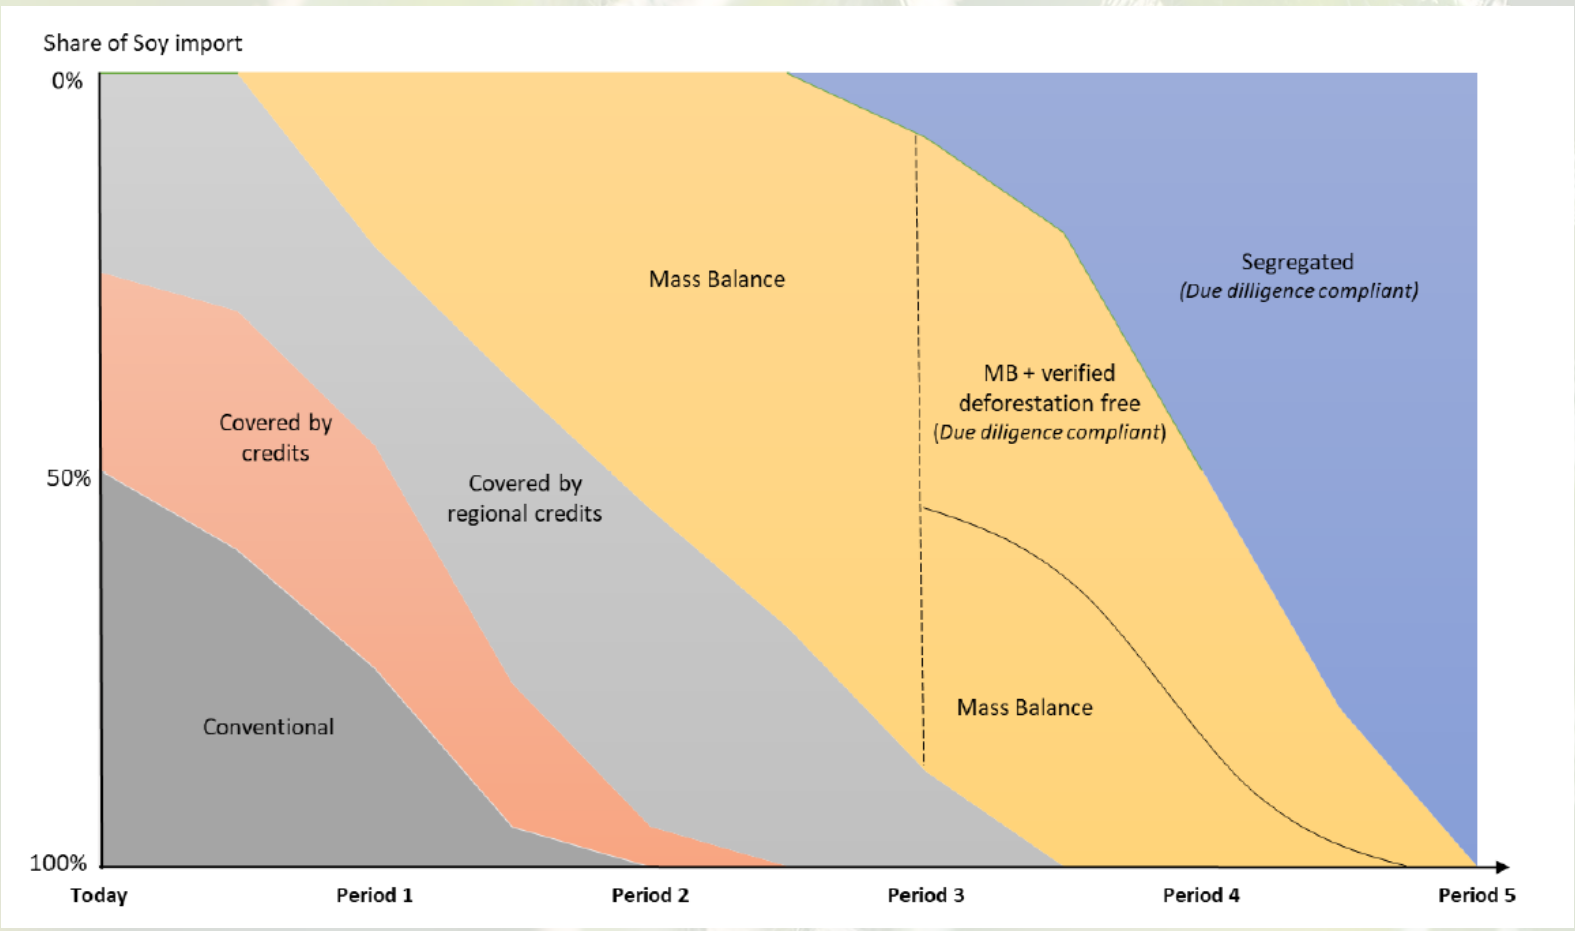 Share of Soy import
0%
50%
100%
Mass Balance
Segregated
(Due dilligence compliant)
MB + verified
deforestation free
(Due diligence compliant)
Covered by
credits
Covered by
regional credits
Conventional
Mass Balance
Today
Period 1
Period 2
Period 3
Period 4
Period 5